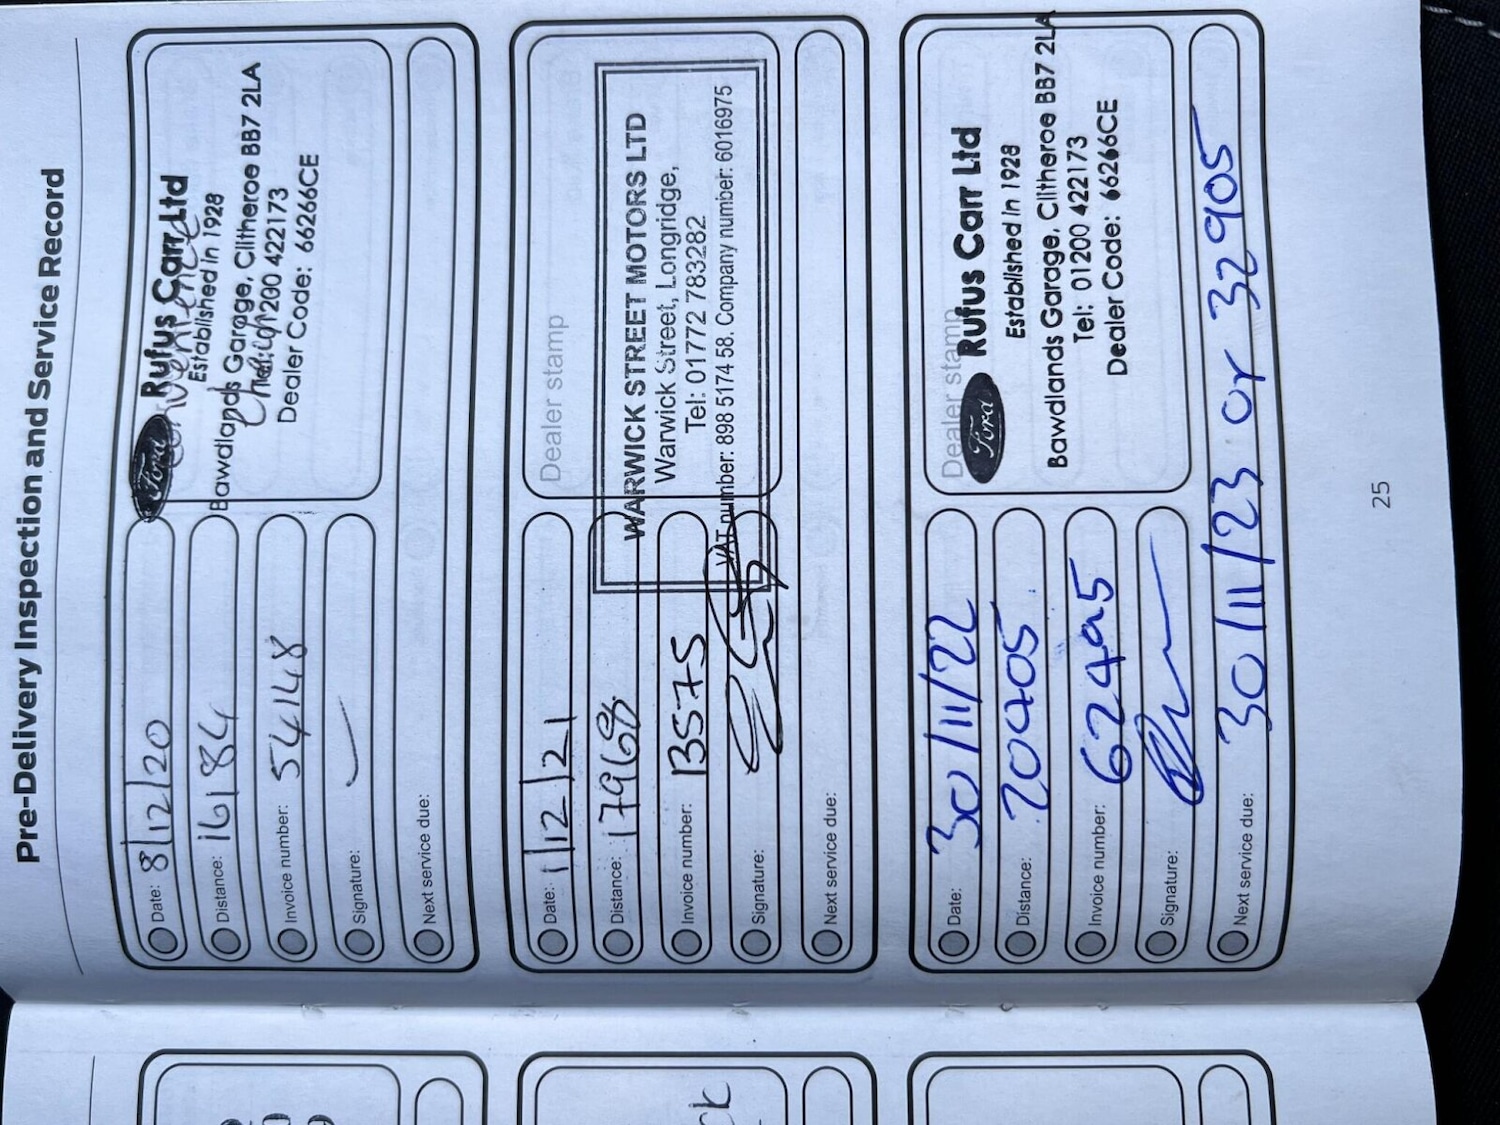 Pre-Delivery Inspection and Service Record
Date: 8/12/20
Distance: 16184
Invoice number: 54148
Signature:
Next service due:
Ford
Rufus Carr Ltd
Established in 1928
Bawdlands Garage, Clitheroe BB7 2LA
Tel: 01200 422173
Dealer Code: 66266CE
Date: 1/12/21
Distance: 17968
Invoice number: 13575
Signature:
Next service due:
Dealer stamp
WARWICK STREET MOTORS LTD
Warwick Street, Longridge,
Tel: 01772 783282
VAT number: 898 5174 58. Company number: 6016975
Date: 30/11/22
Distance: 20405
Invoice number: 62495
Signature:
Next service due: 30/11/23 or 32905
Dealer stamp
Ford
Rufus Carr Ltd
Established in 1928
Bawdlands Garage, Clitheroe BB7 2LA
Tel: 01200 422173
Dealer Code: 66266CE
25